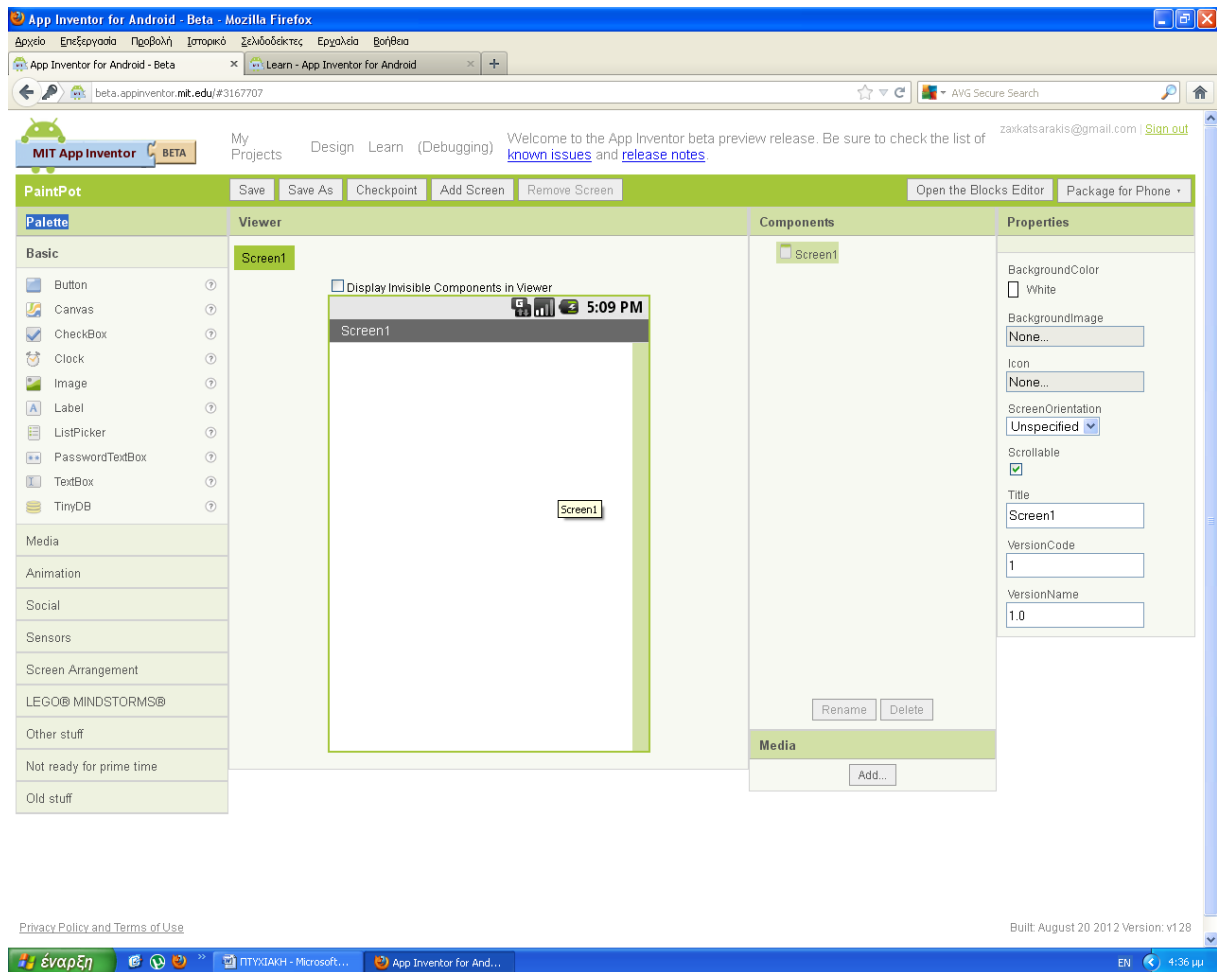 App Inventor for Android - Beta - Mozilla Firefox
Αρχείο Επεξεργασία Προβολή Ιστορικό Σελιδοδείκτες Εργαλεία Βοήθεια
App Inventor for Android - Beta
Learn - App Inventor for Android
beta.appinventor.mit.edu/#3167707
AVG Secure Search
MIT App Inventor BETA
My Projects
Design
Learn
(Debugging)
Welcome to the App Inventor beta preview release. Be sure to check the list of
known issues and release notes.
zaxkatsarakis@gmail.com | Sign out
PaintPot
Save
Save As
Checkpoint
Add Screen
Remove Screen
Open the Blocks Editor
Package for Phone
Palette
Basic
Button
Canvas
CheckBox
Clock
Image
Label
ListPicker
PasswordTextBox
TextBox
TinyDB
Media
Animation
Social
Sensors
Screen Arrangement
LEGO® MINDSTORMS®
Other stuff
Not ready for prime time
Old stuff
Viewer
Screen1
Display Invisible Components in Viewer
5:09 PM
Screen1
Screen1
Components
Screen1
Rename
Delete
Media
Add...
Properties
BackgroundColor
White
BackgroundImage
None...
Icon
None...
ScreenOrientation
Unspecified
Scrollable
Title
Screen1
VersionCode
1
VersionName
1.0
Privacy Policy and Terms of Use
Built: August 20 2012 Version: v128
έναρξη
ΠΤΥΧΙΑΚΗ - Microsoft...
App Inventor for And...
EN
4:36 μμ